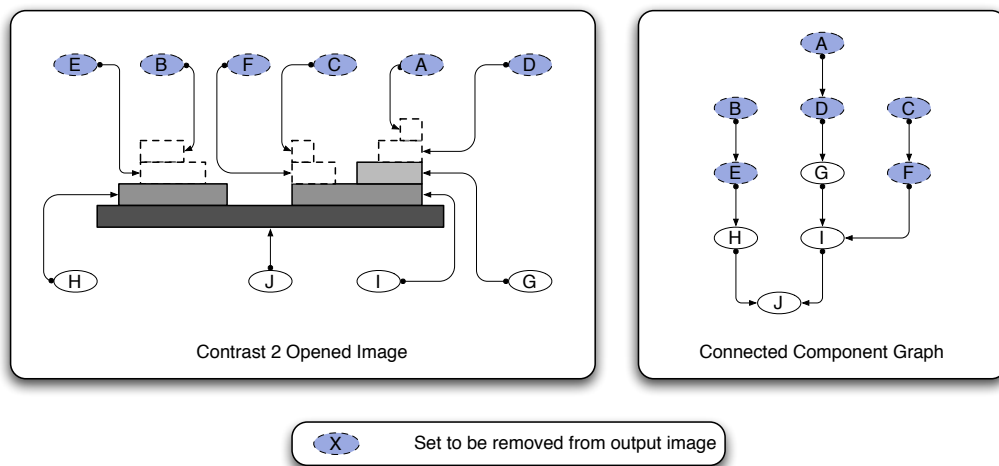 E B F C A D
H J I G
Contrast 2 Opened Image
A
B D C
E G F
H I
J
Connected Component Graph
X Set to be removed from output image